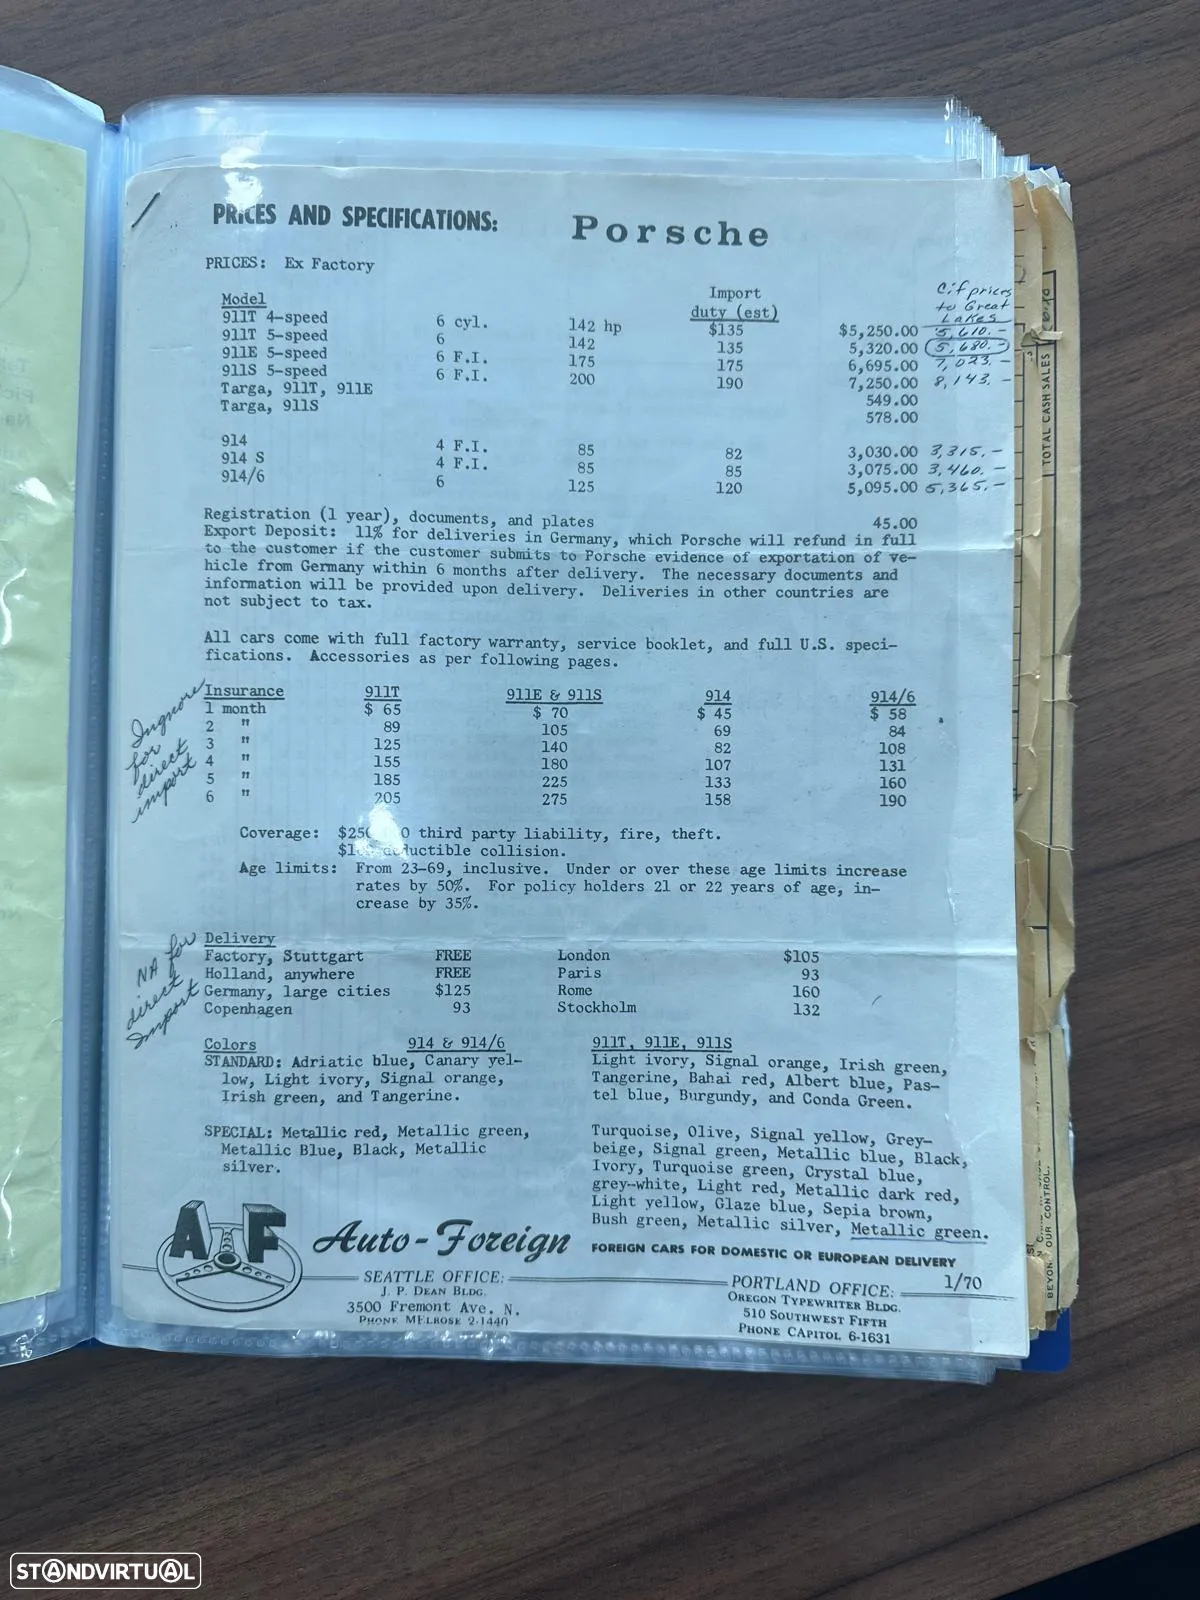 PRICES AND SPECIFICATIONS: Porsche
PRICES: Ex Factory
Cif prices
to Great
Lakes
Model Import
duty (est)
911T 4-speed 6 cyl. 142 hp $135 $5,250.00 5,610.-
911T 5-speed 6 142 135 5,320.00 5,680.-
911E 5-speed 6 F.I. 175 175 6,695.00 7,023.-
911S 5-speed 6 F.I. 200 190 7,250.00 8,143.-
Targa, 911T, 911E 549.00
Targa, 911S 578.00
914 4 F.I. 85 82 3,030.00 3,315.-
914 S 4 F.I. 85 85 3,075.00 3,460.-
914/6 6 125 120 5,095.00 5,365.-
Registration (1 year), documents, and plates 45.00
Export Deposit: 11% for deliveries in Germany, which Porsche will refund in full
to the customer if the customer submits to Porsche evidence of exportation of ve-
hicle from Germany within 6 months after delivery. The necessary documents and
information will be provided upon delivery. Deliveries in other countries are
not subject to tax.
All cars come with full factory warranty, service booklet, and full U.S. speci-
fications. Accessories as per following pages.
Ingnore
for
direct
import
Insurance 911T 911E & 911S 914 914/6
1 month $ 65 $ 70 $ 45 $ 58
2 " 89 105 69 84
3 " 125 140 82 108
4 " 155 180 107 131
5 " 185 225 133 160
6 " 205 275 158 190
Coverage: third party liability, fire, theft.
deductible collision.
Age limits: From 23-69, inclusive. Under or over these age limits increase
rates by 50%. For policy holders 21 or 22 years of age, in-
crease by 35%.
NA for
direct
Import
Delivery
Factory, Stuttgart FREE London $105
Holland, anywhere FREE Paris 93
Germany, large cities $125 Rome 160
Copenhagen 93 Stockholm 132
Colors 914 & 914/6 911T, 911E, 911S
STANDARD: Adriatic blue, Canary yel-
low, Light ivory, Signal orange,
Irish green, and Tangerine.
Light ivory, Signal orange, Irish green,
Tangerine, Bahai red, Albert blue, Pas-
tel blue, Burgundy, and Conda Green.
SPECIAL: Metallic red, Metallic green,
Metallic Blue, Black, Metallic
silver.
Turquoise, Olive, Signal yellow, Grey-
beige, Signal green, Metallic blue, Black,
Ivory, Turquoise green, Crystal blue,
grey-white, Light red, Metallic dark red,
Light yellow, Glaze blue, Sepia brown,
Bush green, Metallic silver, Metallic green.
AF Auto-Foreign FOREIGN CARS FOR DOMESTIC OR EUROPEAN DELIVERY
1/70
SEATTLE OFFICE:
J. P. DEAN BLDG.
3500 Fremont Ave. N.
PHONE MELROSE 2-1440
PORTLAND OFFICE:
OREGON TYPEWRITER BLDG.
510 SOUTHWEST FIFTH
PHONE CAPITOL 6-1631
TOTAL CASH SALES
OUR CONTROL.
STANDVIRTUAL